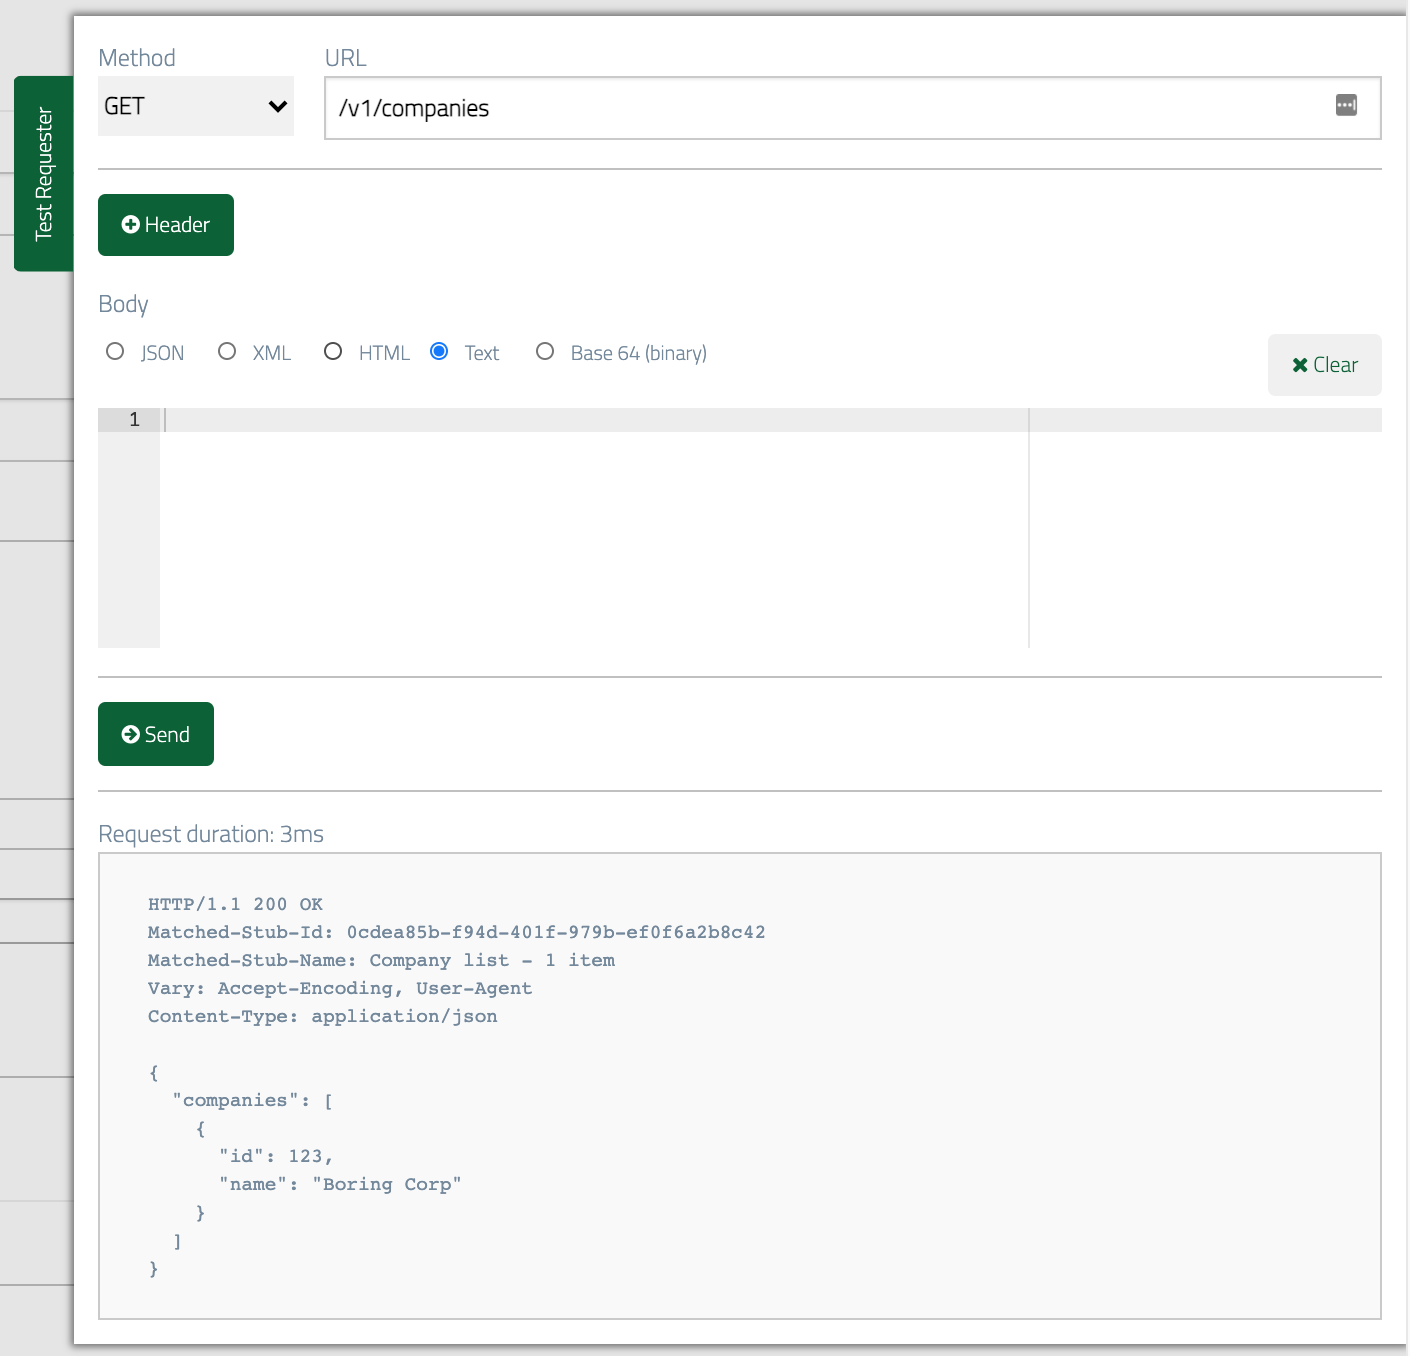 Method
URL
GET
/v1/companies
Test Requester
Header
Body
JSON XML HTML Text Base 64 (binary)
Clear
1
Send
Request duration: 3ms
HTTP/1.1 200 OK
Matched-Stub-Id: 0cdea85b-f94d-401f-979b-ef0f6a2b8c42
Matched-Stub-Name: Company list - 1 item
Vary: Accept-Encoding, User-Agent
Content-Type: application/json
{
  "companies": [
    {
      "id": 123,
      "name": "Boring Corp"
    }
  ]
}